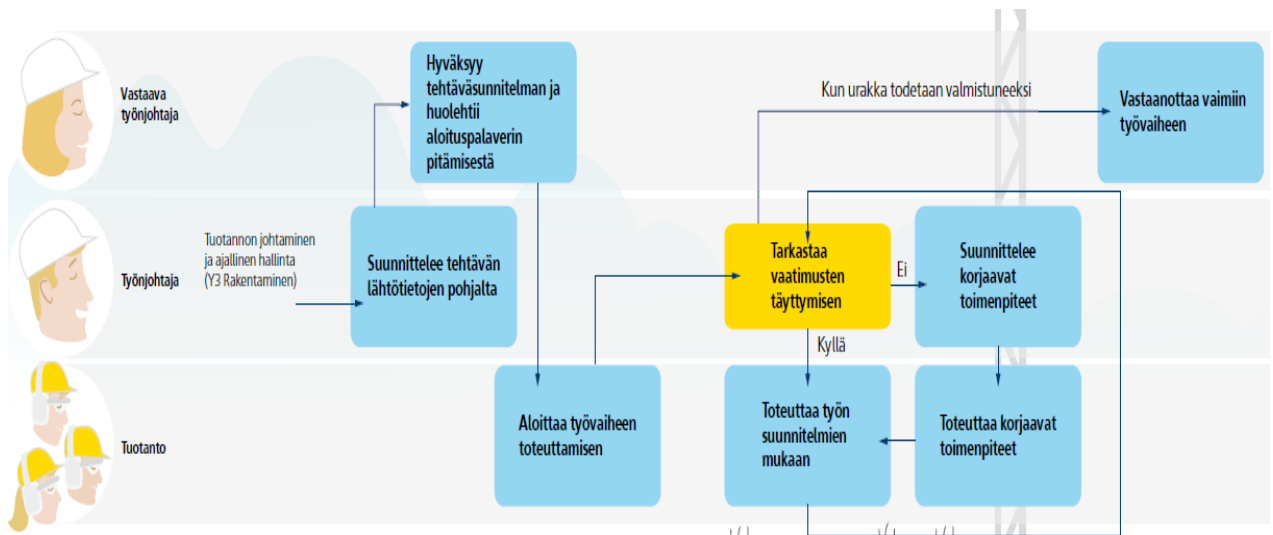 Vastaava
työnjohtaja
Hyväksyy
tehtäväsunnitelman ja
huolehtii
aloituspalaverin
pitämisestä
Kun urakka todetaan valmistuneeksi
Vastaanottaa vaimiin
työvaiheen
Työnjohtaja
Tuotannon johtaminen
ja ajallinen hallinta
(Y3 Rakentaminen)
Suunnittelee tehtävän
lähtötietojen pohjalta
Tarkastaa
vaatimusten
täyttymisen
Ei
Suunnittelee
korjaavat
toimenpiteet
Kyllä
Tuotanto
Aloittaa työvaiheen
toteuttamisen
Toteuttaa työn
suunnitelmien
mukaan
Toteuttaa korjaavat
toimenpiteet